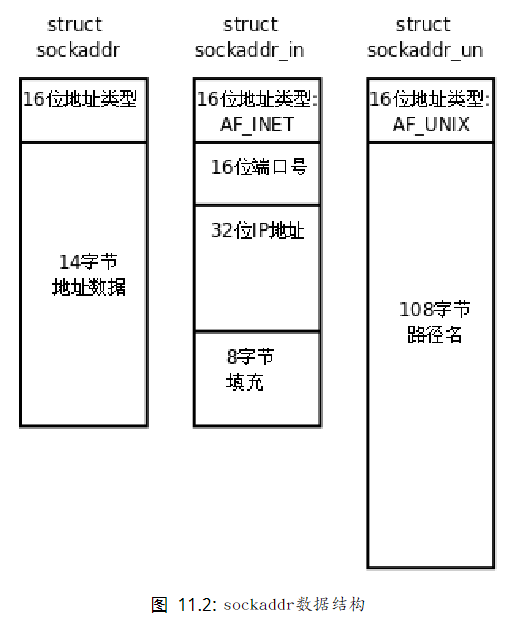 struct
sockaddr
16位地址类型
14字节
地址数据
struct
sockaddr_in
16位地址类型:
AF_INET
16位端口号
32位IP地址
8字节
填充
struct
sockaddr_un
16位地址类型:
AF_UNIX
108字节
路径名
图 11.2: sockaddr数据结构